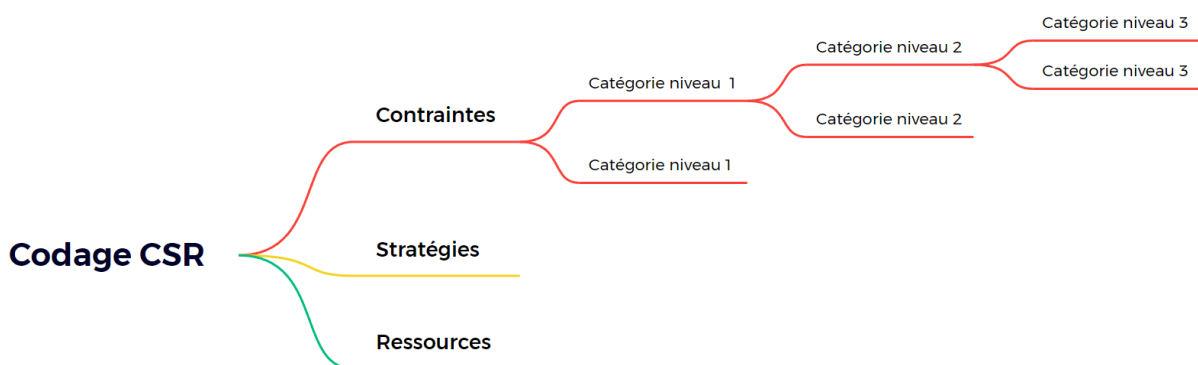 Codage CSR
Contraintes
Catégorie niveau  1
Catégorie niveau 2
Catégorie niveau 3
Catégorie niveau 3
Catégorie niveau 2
Catégorie niveau 1
Stratégies
Ressources